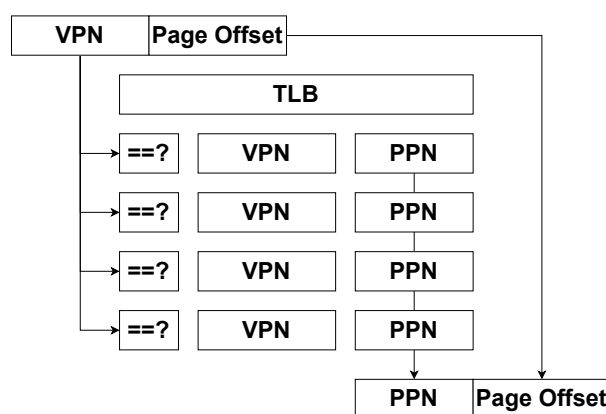 VPN Page Offset
TLB
==? VPN PPN
==? VPN PPN
==? VPN PPN
==? VPN PPN
PPN Page Offset